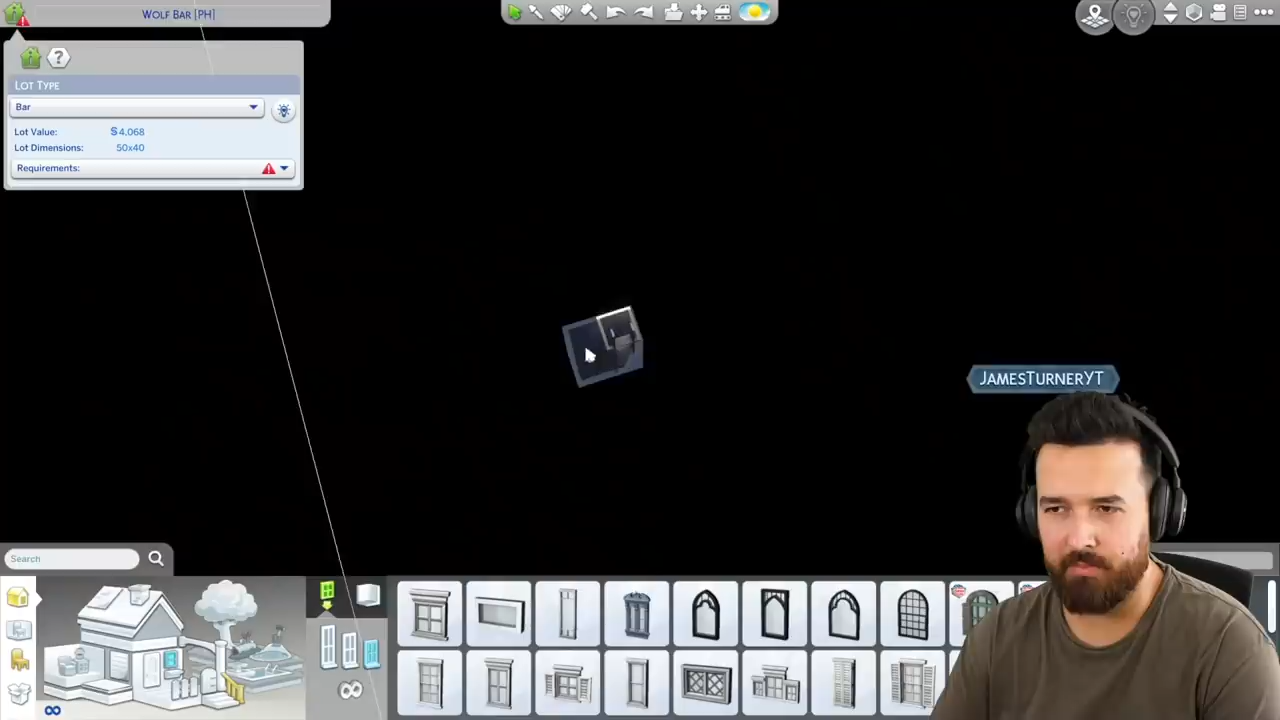 WOLF BAR [PH]
LOT TYPE
Bar
Lot Value: §4,068
Lot Dimensions: 50x40
Requirements:
JAMESTURNERYT
Search